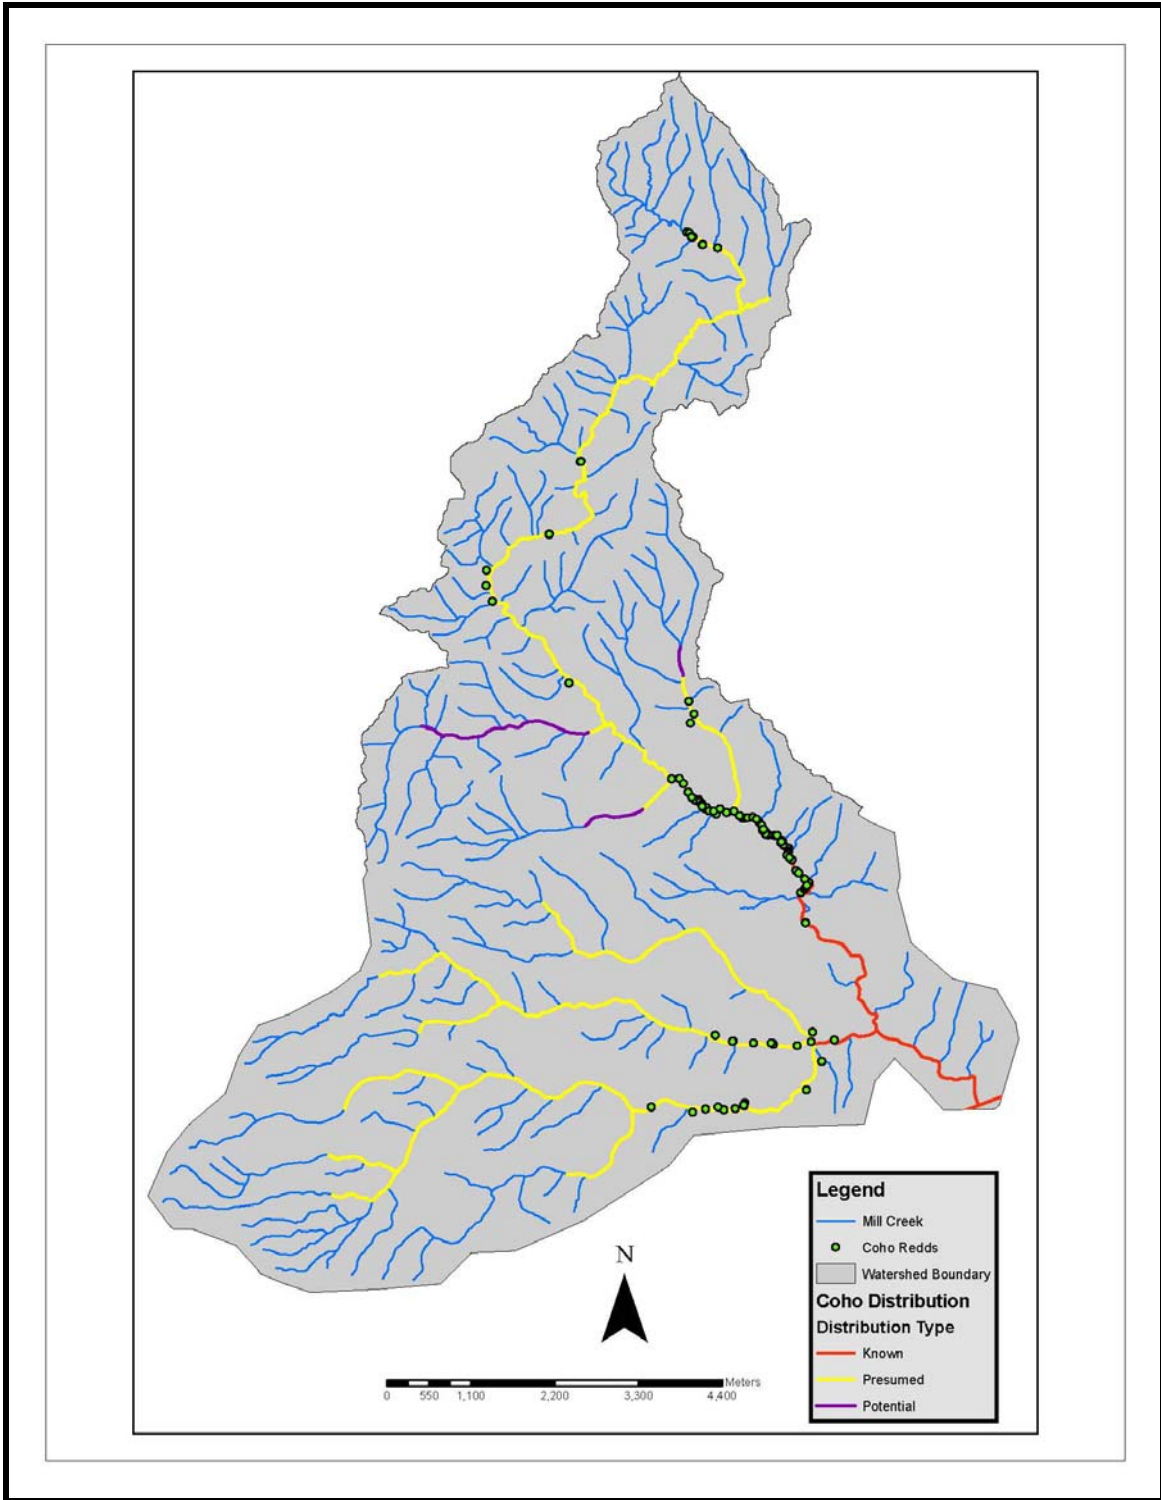 Legend
Mill Creek
Coho Redds
Watershed Boundary
Coho Distribution
Distribution Type
Known
Presumed
Potential
N
Meters
0 550 1,100 2,200 3,300 4,400